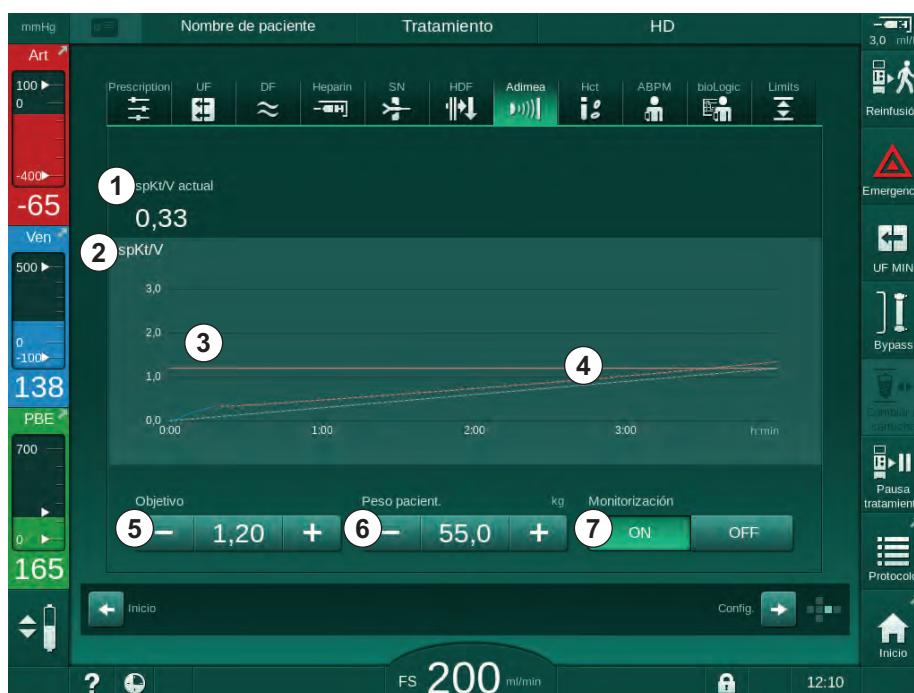 mmHg
Nombre de paciente
Tratamiento
HD
3,0 ml/
Art
100
0
-400
-65
Ven
500
0
-100
138
PBE
700
0
165
Prescription
UF
DF
Heparin
SN
HDF
Adimea
Hct
ABPM
bioLogic
Limits
1
spKt/V actual
0,33
2
spKt/V
3,0
2,0
1,0
0,0
3
4
0:00
1:00
2:00
3:00
h:min
Objetivo
Peso pacient.
kg
Monitorización
5
– 1,20 +
6
– 55,0 +
7
ON
OFF
Inicio
Config.
Reinfusió
Emergenc
UF MIN
Bypass
Cambiar
cartucho
Pausa
tratamient
Protocolo
Inicio
?
FS 200 ml/min
12:10